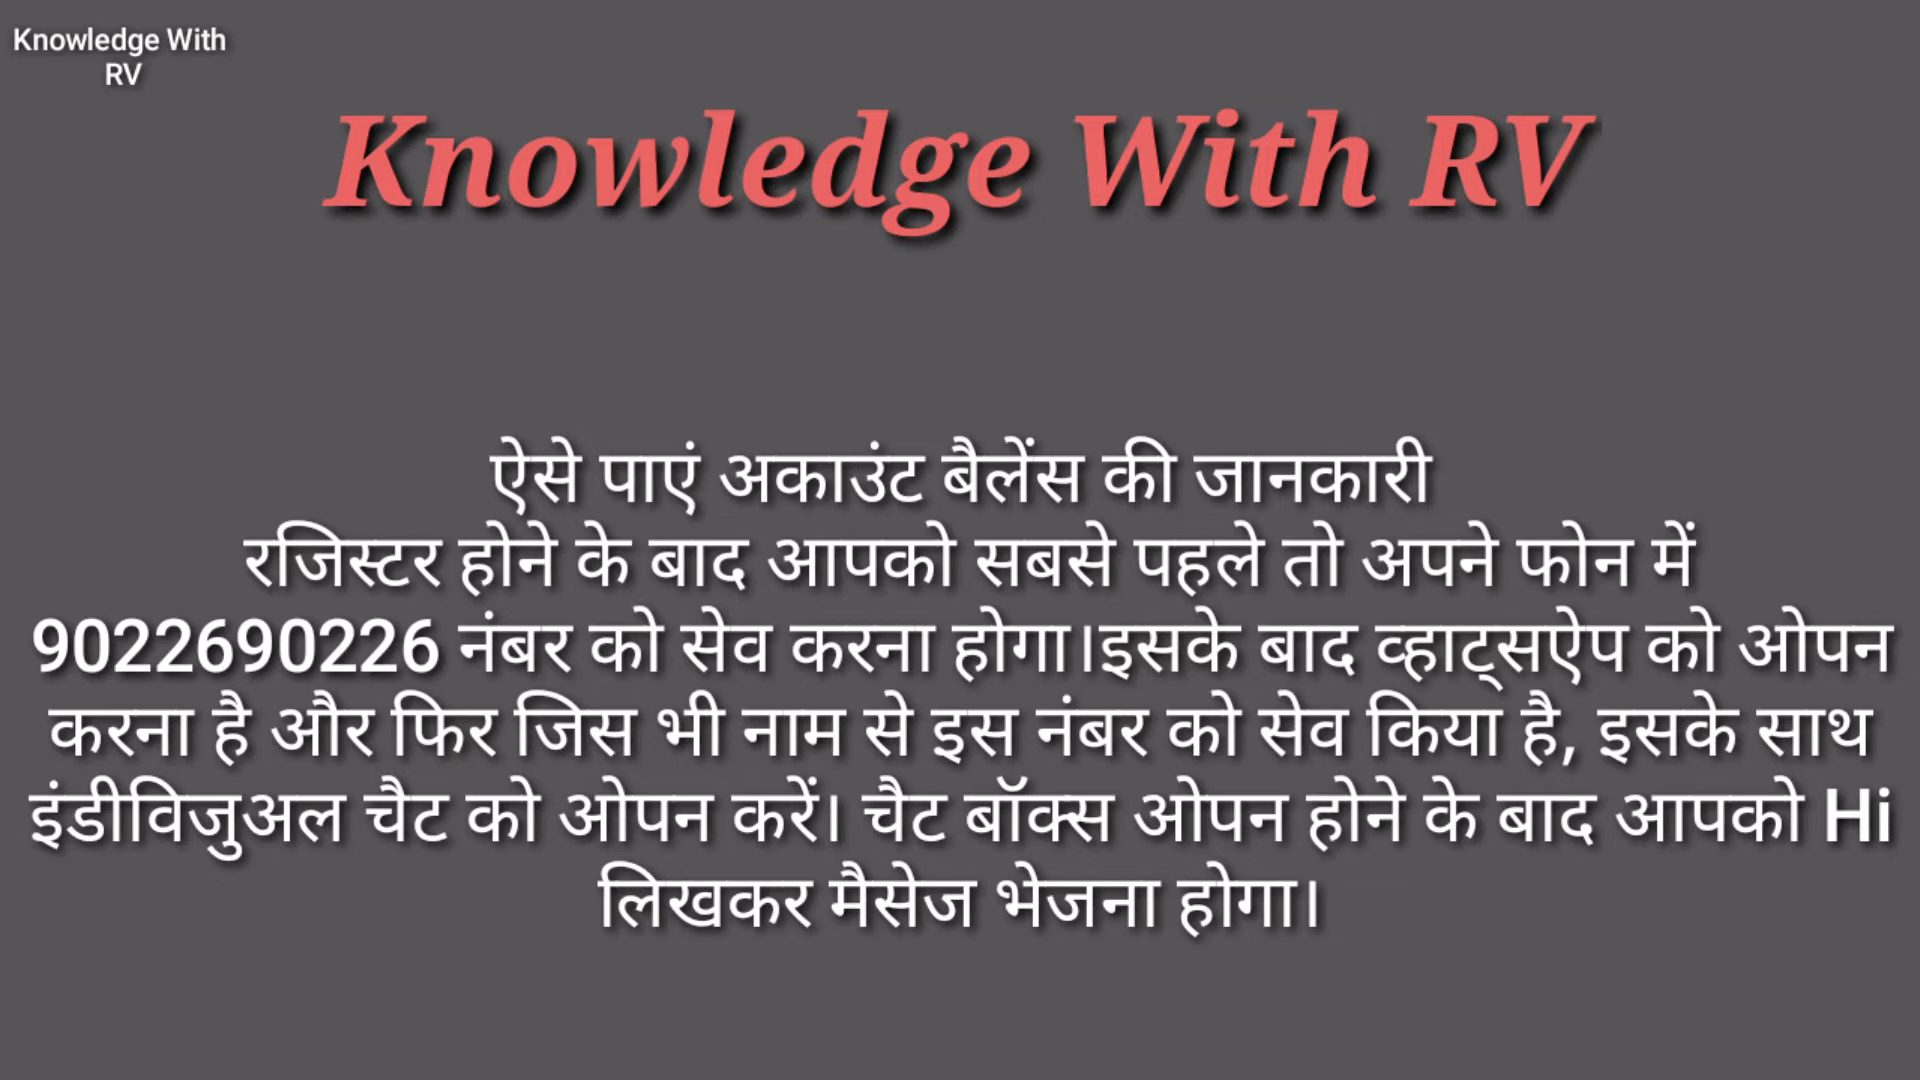 Knowledge With
RV
Knowledge With RV
ऐसे पाएं अकाउंट बैलेंस की जानकारी
रजिस्टर होने के बाद आपको सबसे पहले तो अपने फोन में
9022690226 नंबर को सेव करना होगा।इसके बाद व्हाट्सऐप को ओपन
करना है और फिर जिस भी नाम से इस नंबर को सेव किया है, इसके साथ
इंडीविजुअल चैट को ओपन करें। चैट बॉक्स ओपन होने के बाद आपको Hi
लिखकर मैसेज भेजना होगा।